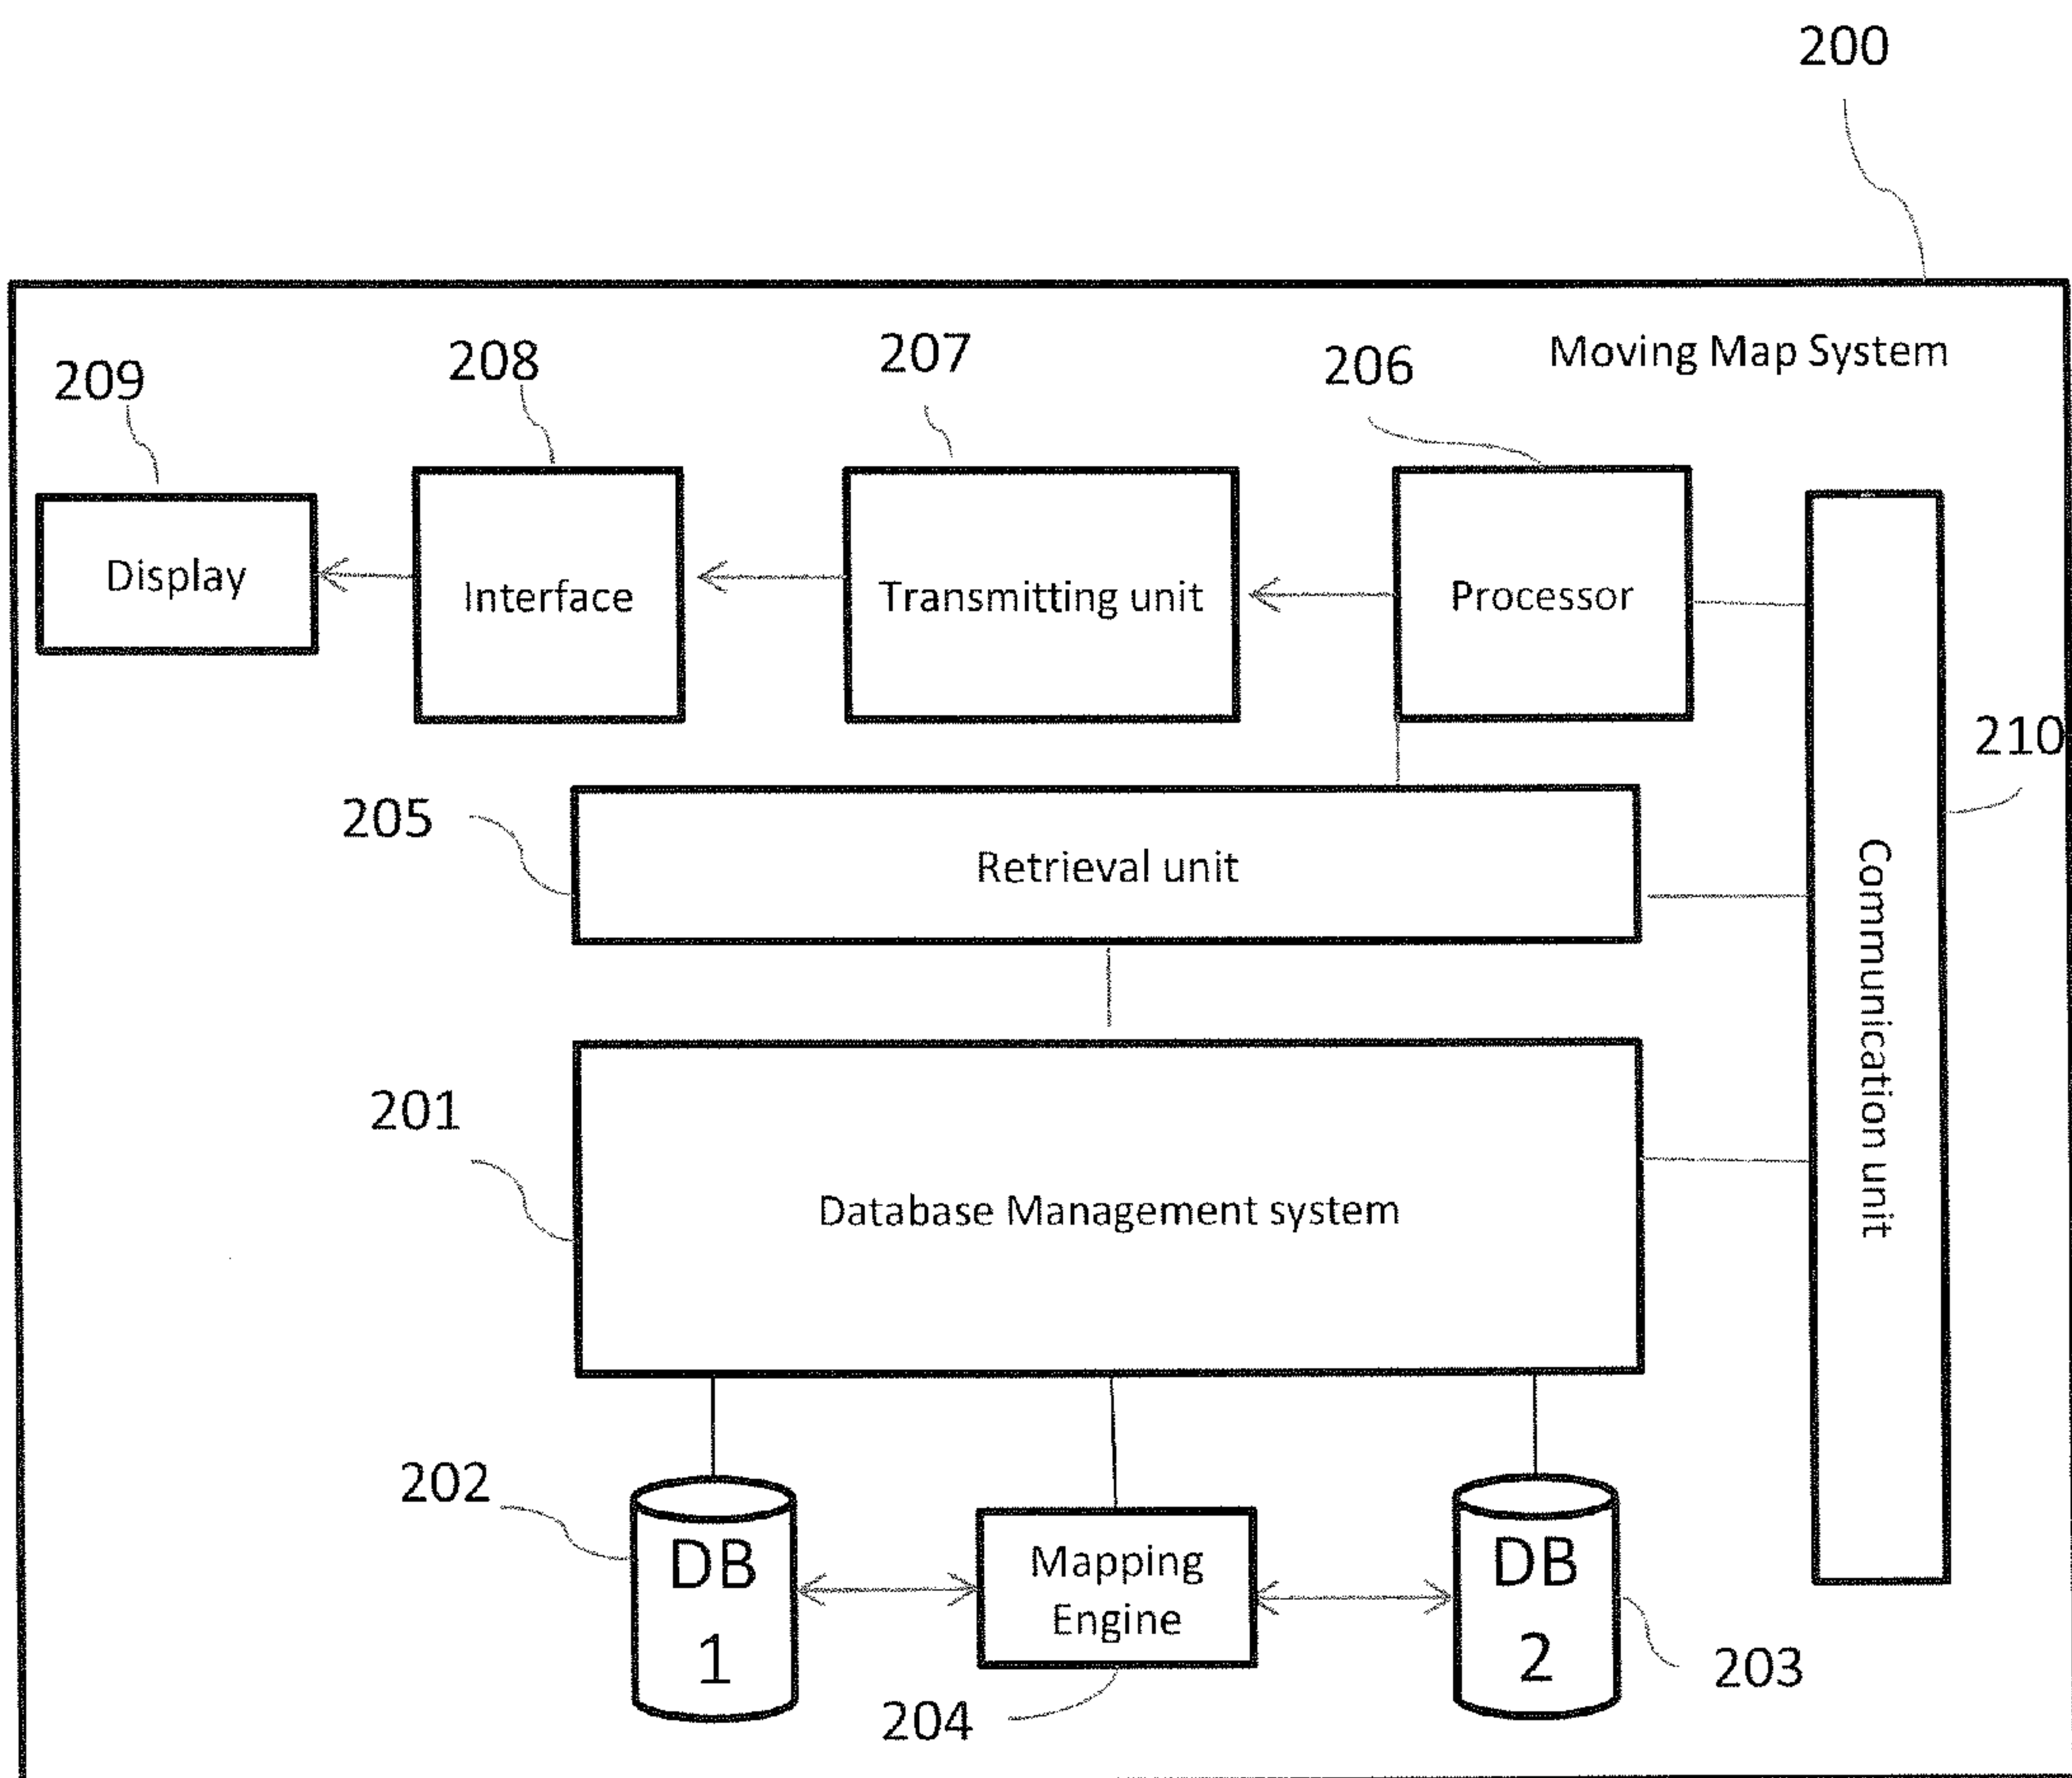 200
Moving Map System
209
208
207
206
Display
Interface
Transmitting unit
Processor
210
205
Retrieval unit
Communication unit
201
Database Management system
202
DB
1
Mapping
Engine
DB
2
203
204